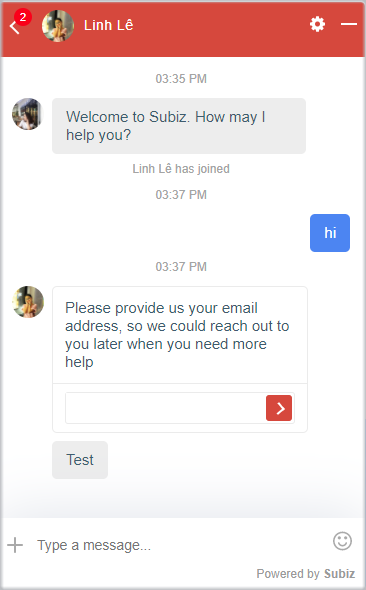 2
Linh Lê
03:35 PM
Welcome to Subiz. How may I
help you?
Linh Lê has joined
03:37 PM
hi
03:37 PM
Please provide us your email
address, so we could reach out to
you later when you need more
help
Test
Type a message...
Powered by Subiz